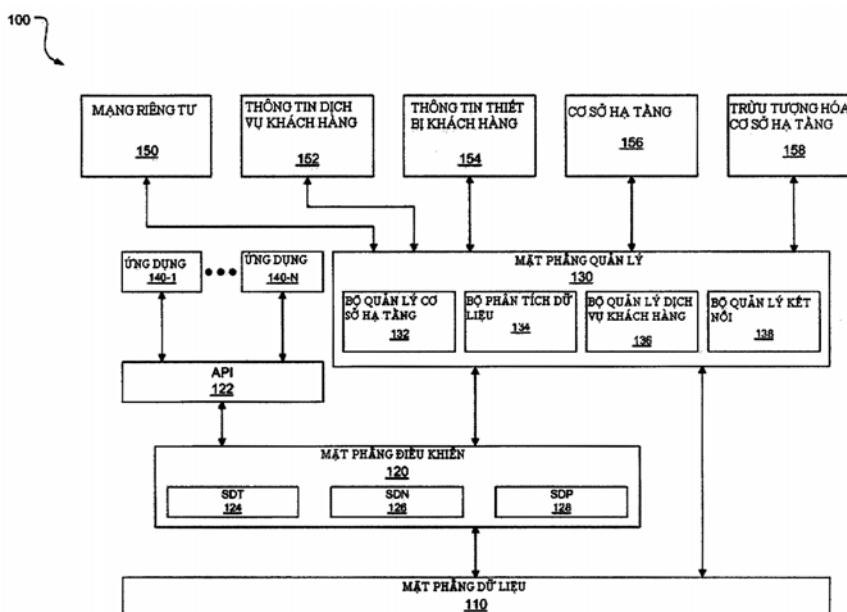 100
MẠNG RIÊNG TƯ
150
THÔNG TIN DỊCH
VỤ KHÁCH HÀNG
152
THÔNG TIN THIẾT
BỊ KHÁCH HÀNG
154
CƠ SỞ HẠ TẦNG
156
TRỪU TƯỢNG HÓA
CƠ SỞ HẠ TẦNG
158
ỨNG DỤNG
140-1
ỨNG DỤNG
140-N
MẶT PHẲNG QUẢN LÝ
130
BỘ QUẢN LÝ CƠ
SỞ HẠ TẦNG
132
BỘ PHÂN TÍCH DỮ
LIỆU
134
BỘ QUẢN LÝ DỊCH
VỤ KHÁCH HÀNG
136
BỘ QUẢN LÝ KẾT
NỐI
138
API
122
MẶT PHẲNG ĐIỀU KHIỂN
120
SDT
124
SDN
126
SDP
128
MẶT PHẲNG DỮ LIỆU
110